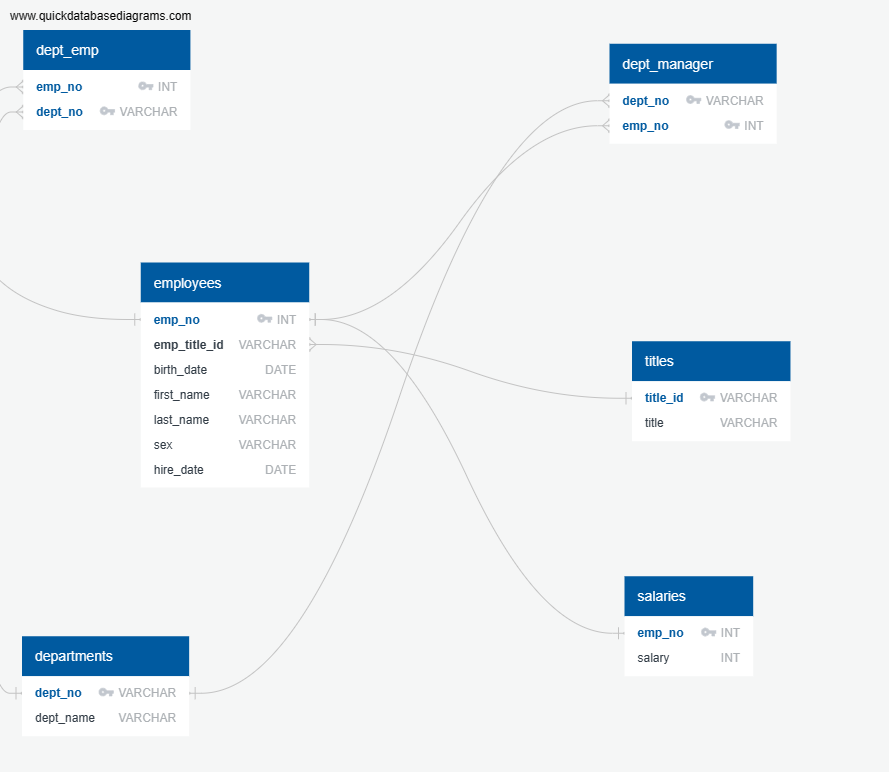 www.quickdatabasediagrams.com
dept_emp
emp_no INT
dept_no VARCHAR
dept_manager
dept_no VARCHAR
emp_no INT
employees
emp_no INT
emp_title_id VARCHAR
birth_date DATE
first_name VARCHAR
last_name VARCHAR
sex VARCHAR
hire_date DATE
titles
title_id VARCHAR
title VARCHAR
salaries
emp_no INT
salary INT
departments
dept_no VARCHAR
dept_name VARCHAR